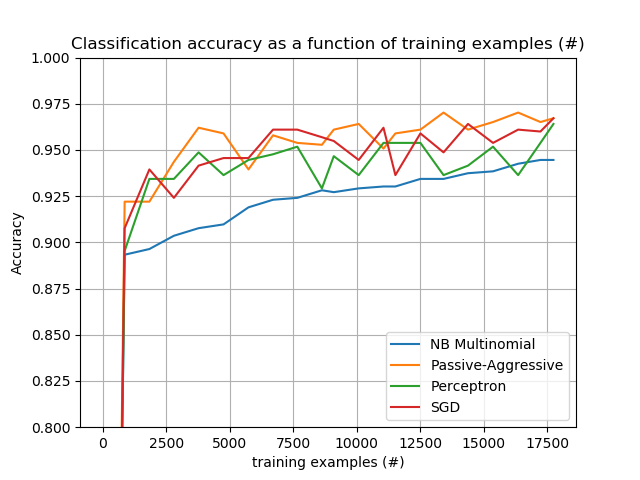 Classification accuracy as a function of training examples (#)
1.000
0.975
0.950
0.925
0.900
0.875
0.850
0.825
0.800
Accuracy
NB Multinomial
Passive-Aggressive
Perceptron
SGD
0 2500 5000 7500 10000 12500 15000 17500
training examples (#)